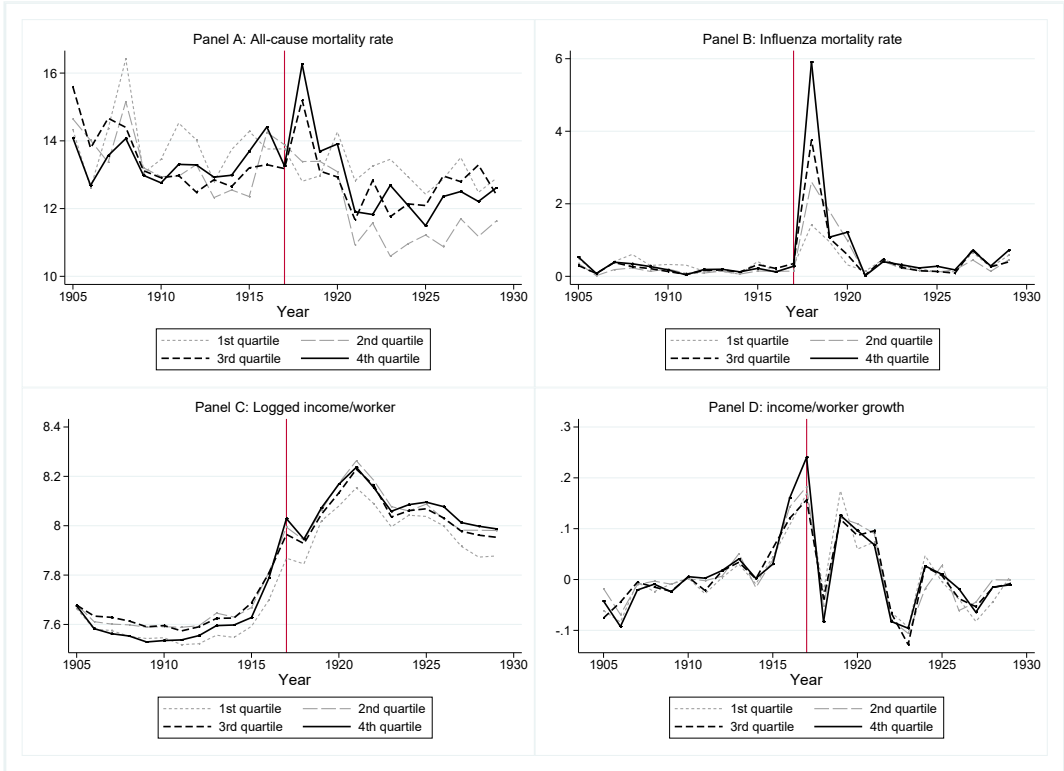 Panel A: All-cause mortality rate
16
14
12
10
1905 1910 1915 1920 1925 1930
Year
1st quartile 2nd quartile
3rd quartile 4th quartile
Panel B: Influenza mortality rate
6
4
2
0
1905 1910 1915 1920 1925 1930
Year
1st quartile 2nd quartile
3rd quartile 4th quartile
Panel C: Logged income/worker
8.4
8.2
8
7.8
7.6
1905 1910 1915 1920 1925 1930
Year
1st quartile 2nd quartile
3rd quartile 4th quartile
Panel D: income/worker growth
.3
.2
.1
0
-.1
1905 1910 1915 1920 1925 1930
Year
1st quartile 2nd quartile
3rd quartile 4th quartile